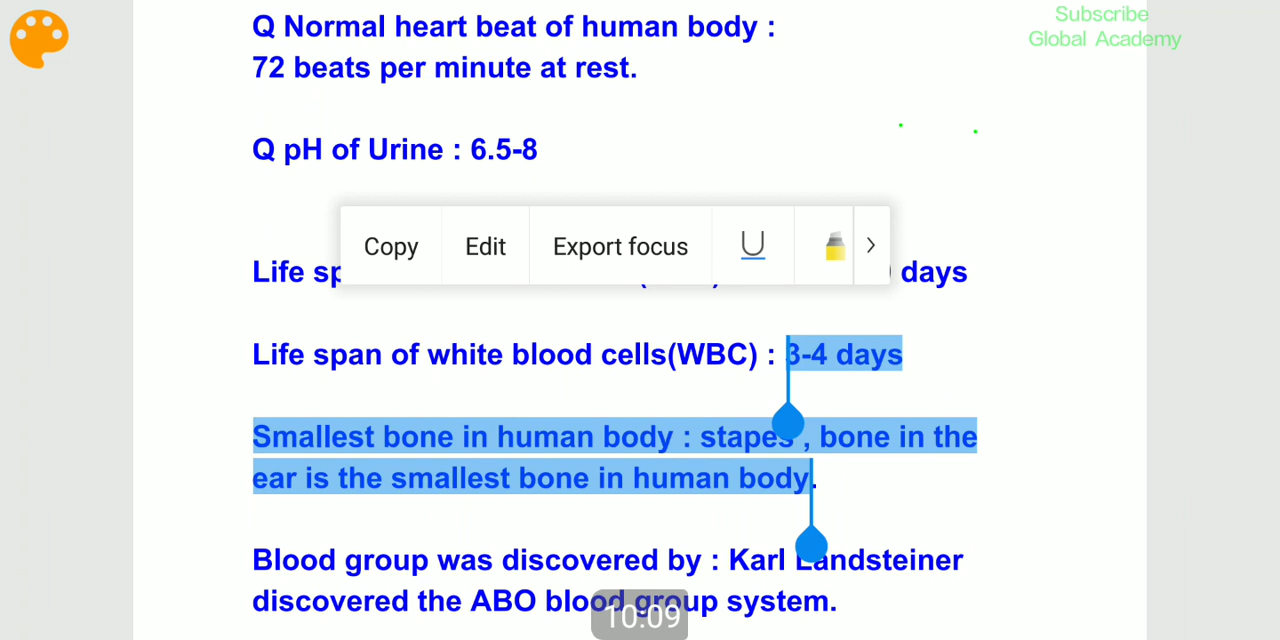 Subscribe
Global Academy
Q Normal heart beat of human body :
72 beats per minute at rest.
Q pH of Urine : 6.5-8
Copy Edit Export focus U
Life days
Life span of white blood cells(WBC) : 3-4 days
Smallest bone in human body : stapes , bone in the
ear is the smallest bone in human body.
Blood group was discovered by : Karl Landsteiner
discovered the ABO blood group system.
10:09